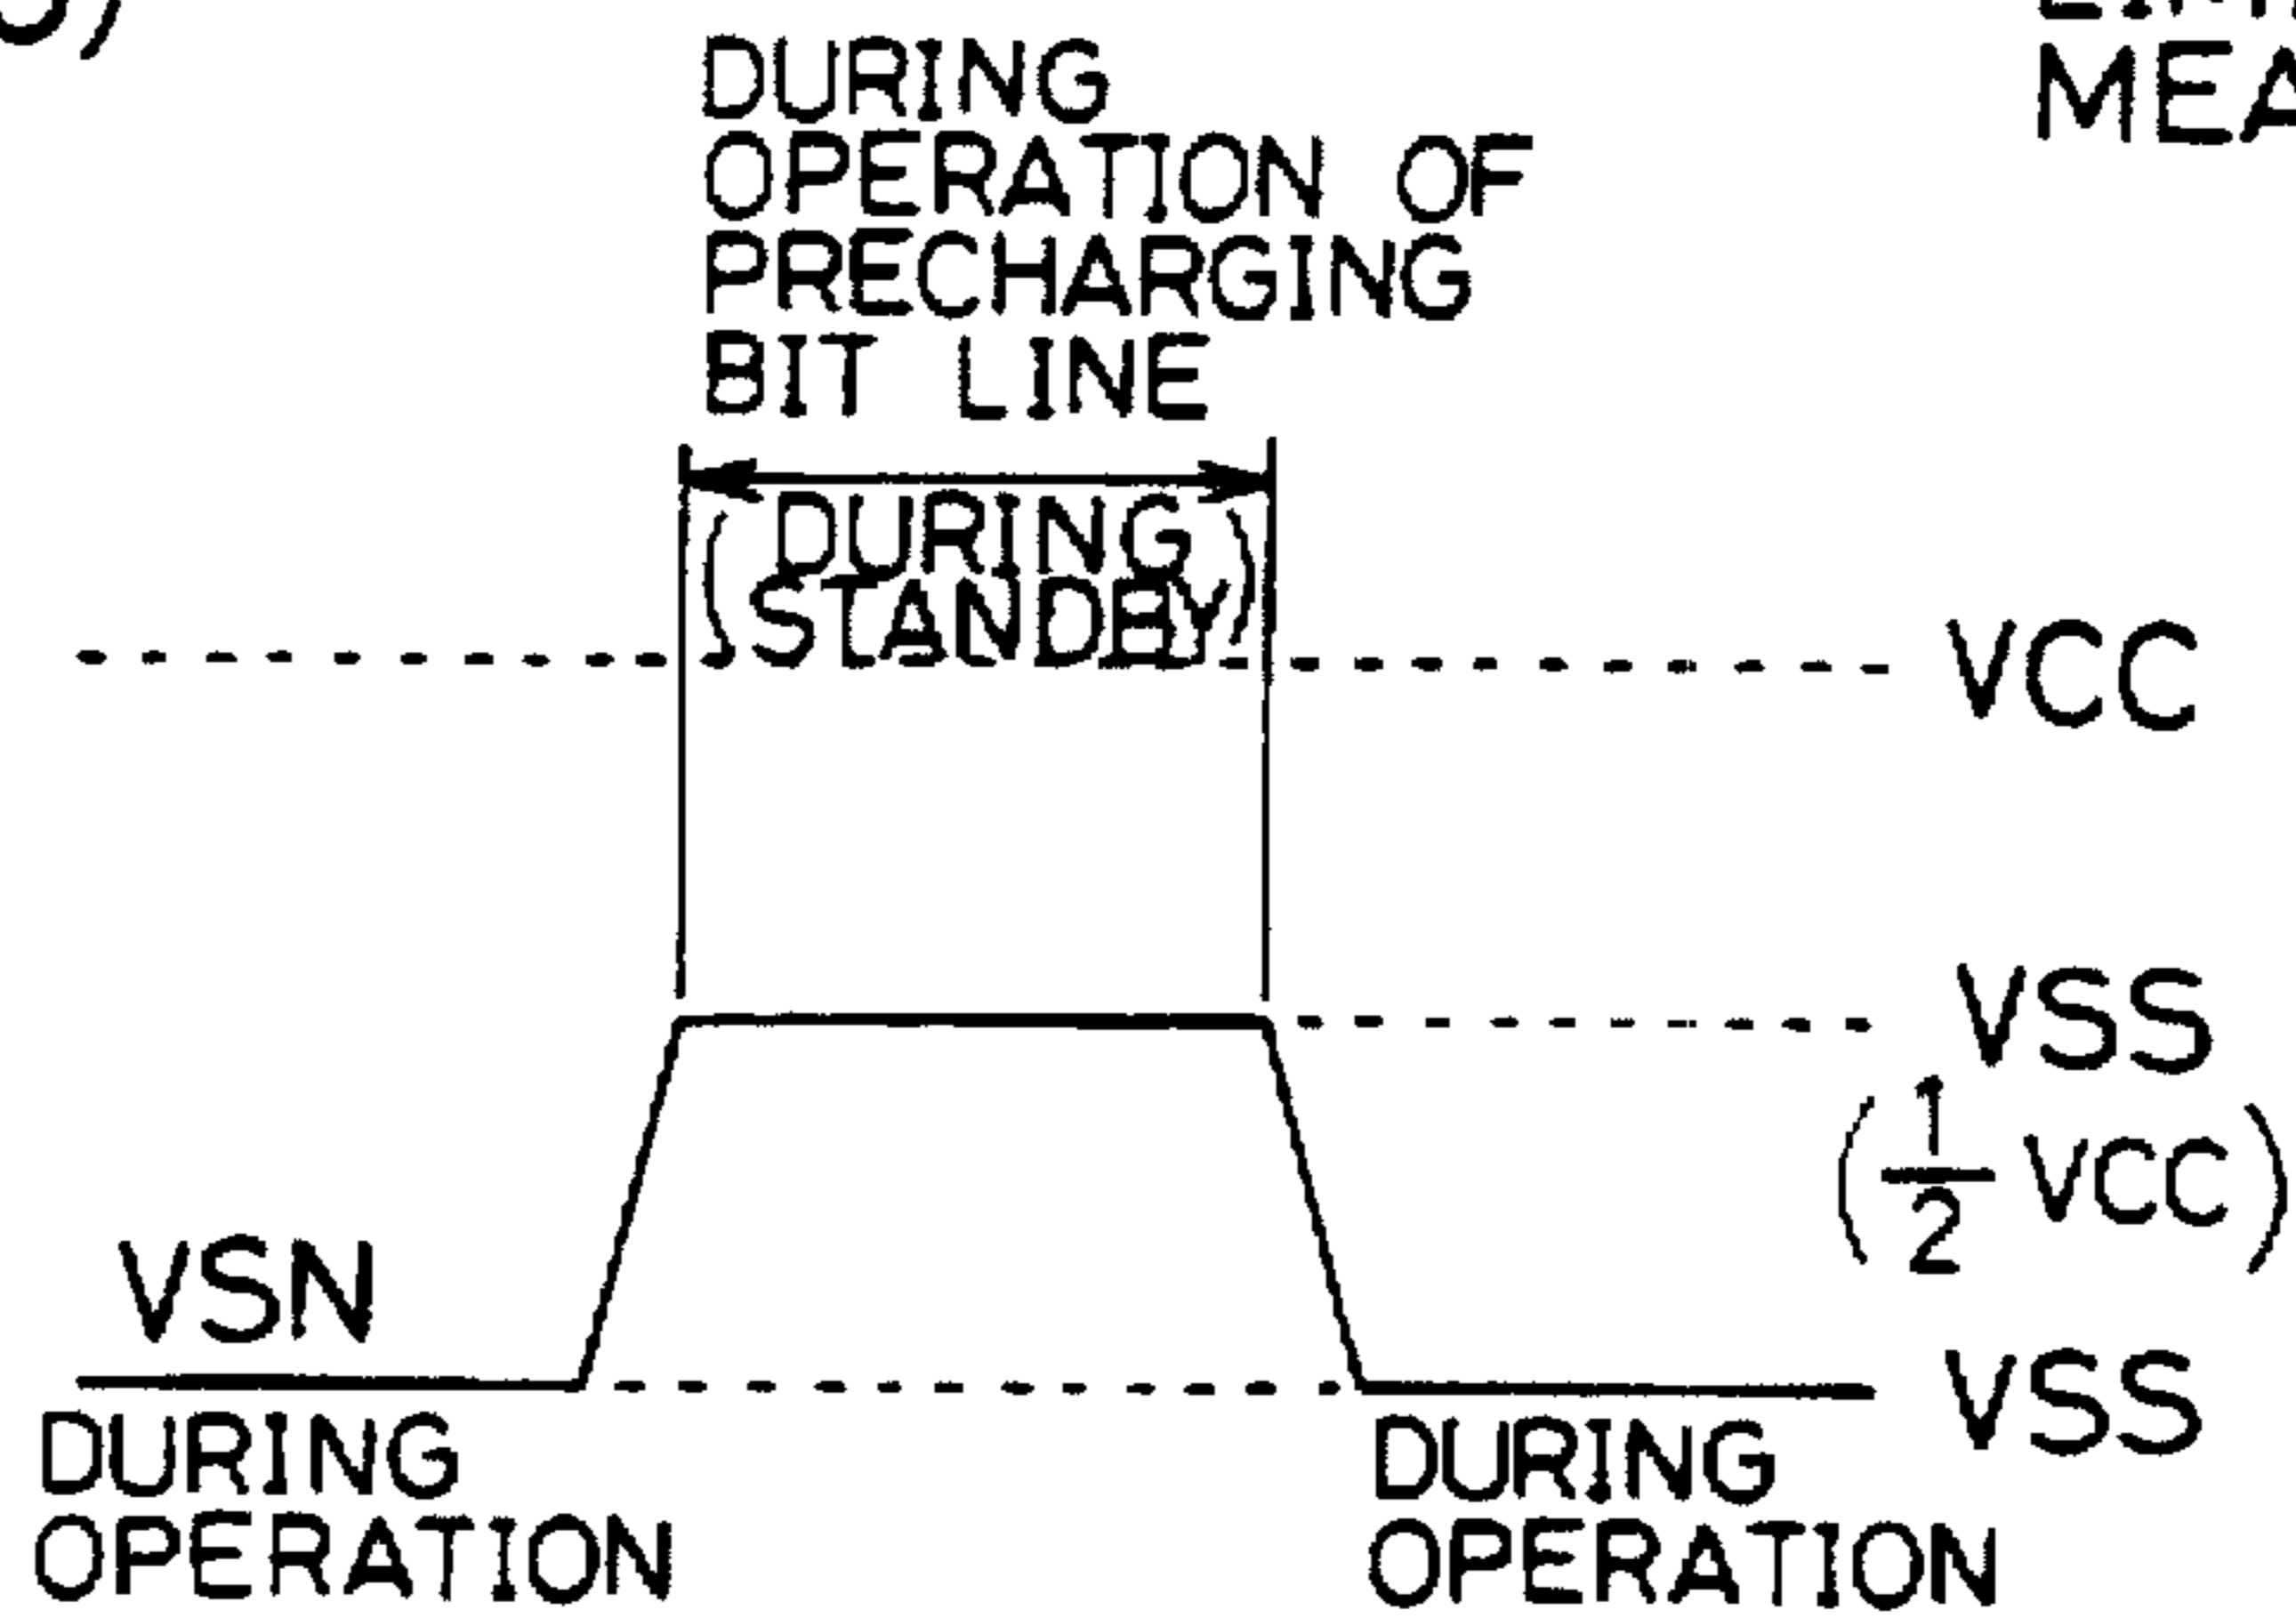 DURING
OPERATION OF
PRECHARGING
BIT LINE
(DURING
STANDBY)
VCC
VSS
(1/2 VCC)
VSN
VSS
DURING
OPERATION
DURING
OPERATION